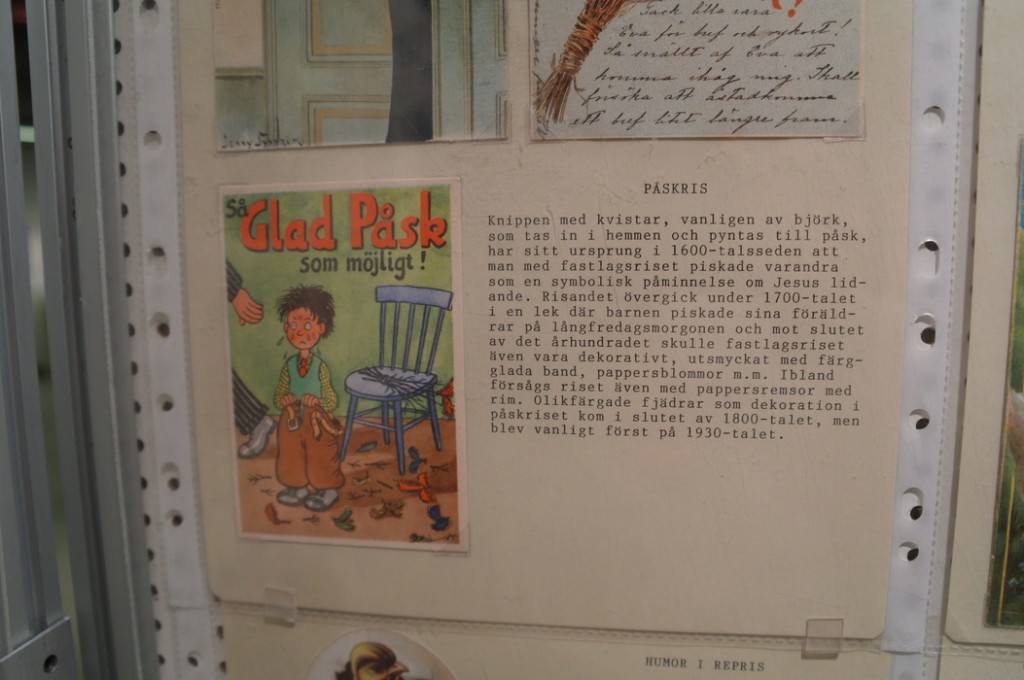 Jenny Nyström
Tack lilla rara
Eva för bref och vykort!
Så snällt af Eva att
komma ihåg mig. Skall
försöka att åstadkomma
ett bref litet längre fram.
Så
Glad Påsk
som möjligt!
PÅSKRIS
Knippen med kvistar, vanligen av björk,
som tas in i hemmen och pyntas till påsk,
har sitt ursprung i 1600-talsseden att
man med fastlagsriset piskade varandra
som en symbolisk påminnelse om Jesus lid-
ande. Risandet övergick under 1700-talet
i en lek där barnen piskade sina föräld-
rar på långfredagsmorgonen och mot slutet
av det århundradet skulle fastlagsriset
även vara dekorativt, utsmyckat med färg-
glada band, pappersblommor m.m. Ibland
försågs riset även med pappersremsor med
rim. Olikfärgade fjädrar som dekoration i
påskriset kom i slutet av 1800-talet, men
blev vanligt först på 1930-talet.
HUMOR I REPRIS